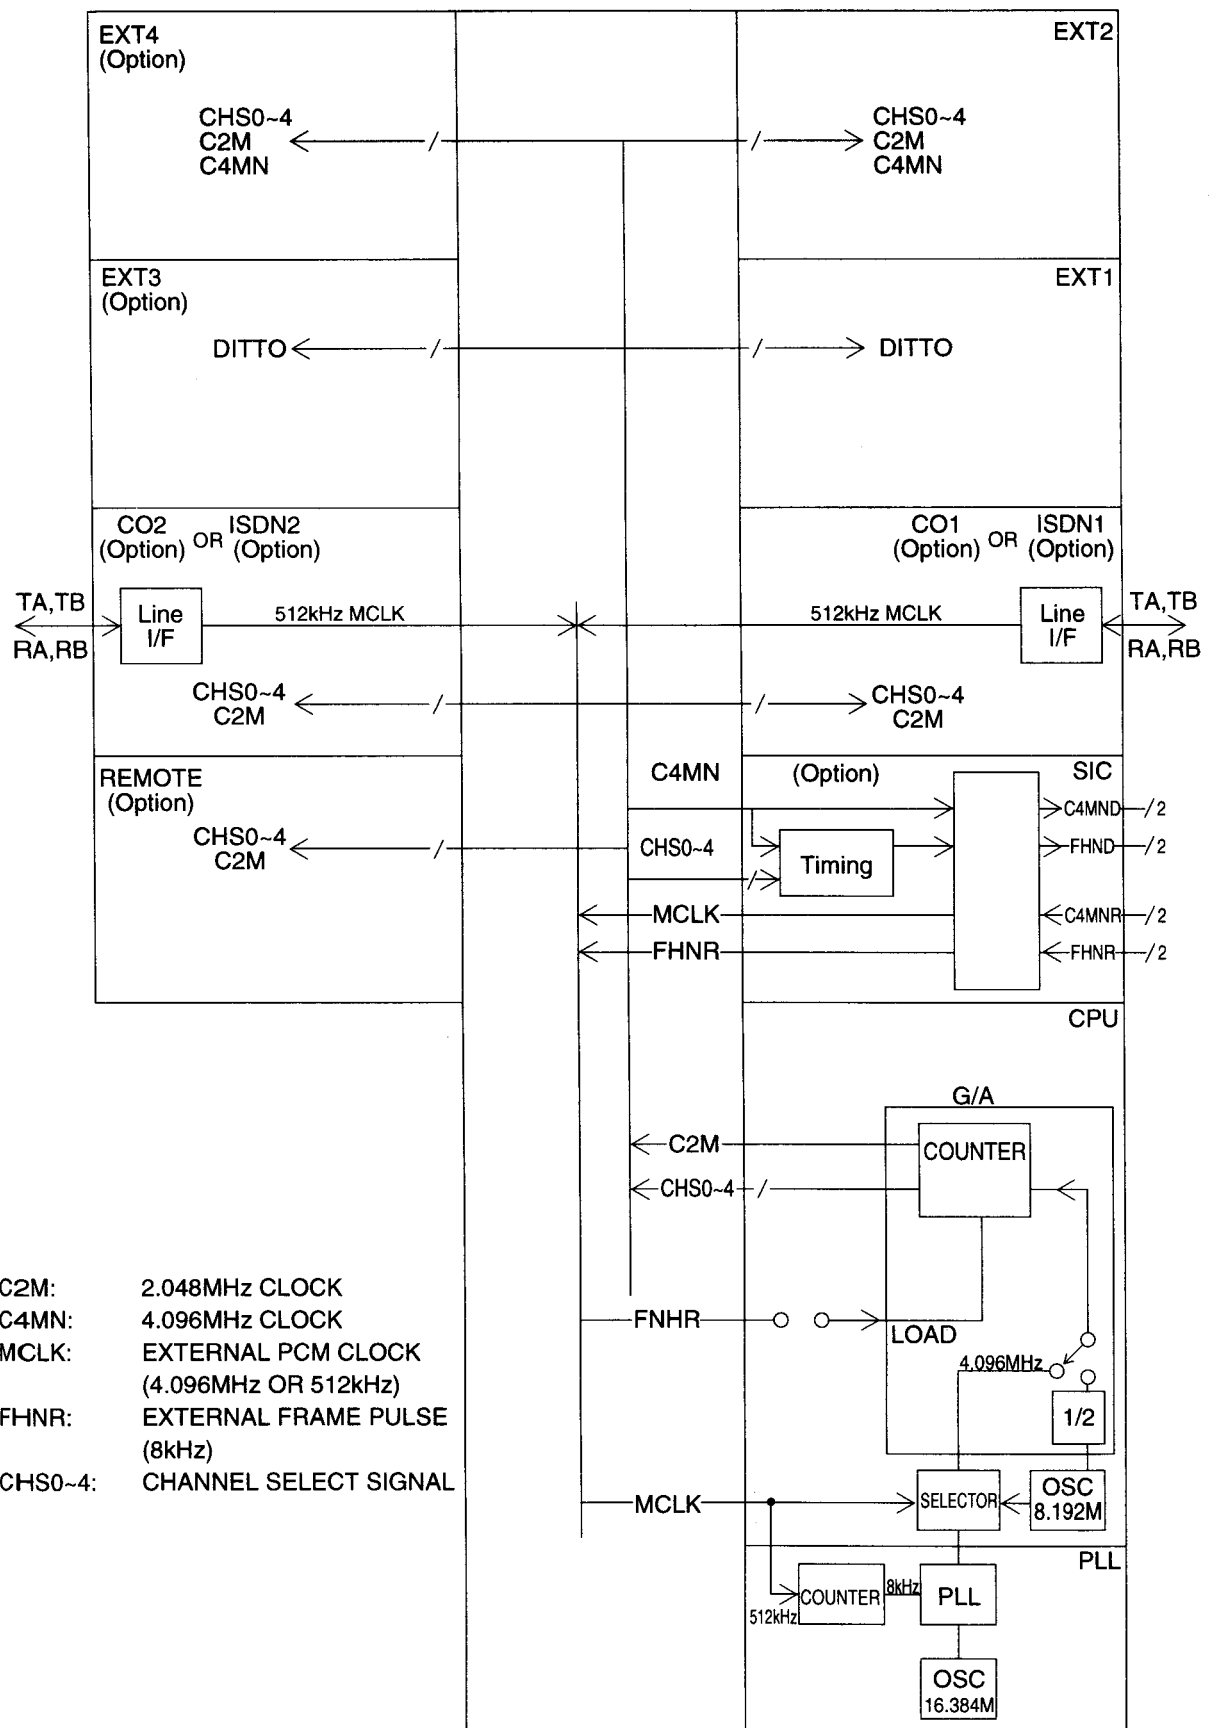 EXT4
(Option)
EXT2
CHS0~4
C2M
C4MN
/
/
CHS0~4
C2M
C4MN
EXT3
(Option)
EXT1
DITTO
/
/
DITTO
CO2
(Option)
OR
ISDN2
(Option)
CO1
(Option)
OR
ISDN1
(Option)
TA,TB
RA,RB
Line
I/F
512kHz MCLK
512kHz MCLK
Line
I/F
TA,TB
RA,RB
CHS0~4
C2M
/
/
CHS0~4
C2M
REMOTE
(Option)
C4MN
(Option)
SIC
CHS0~4
C2M
/
CHS0~4
/
Timing
C4MND
/2
FHND
/2
MCLK
C4MNR
/2
FHNR
FHNR
/2
CPU
G/A
C2M
COUNTER
CHS0~4
/
FNHR
LOAD
4.096MHz
1/2
C2M: 2.048MHz CLOCK
C4MN: 4.096MHz CLOCK
MCLK: EXTERNAL PCM CLOCK
(4.096MHz OR 512kHz)
FHNR: EXTERNAL FRAME PULSE
(8kHz)
CHS0~4: CHANNEL SELECT SIGNAL
MCLK
SELECTOR
OSC
8.192M
PLL
512kHz
COUNTER
8kHz
PLL
OSC
16.384M